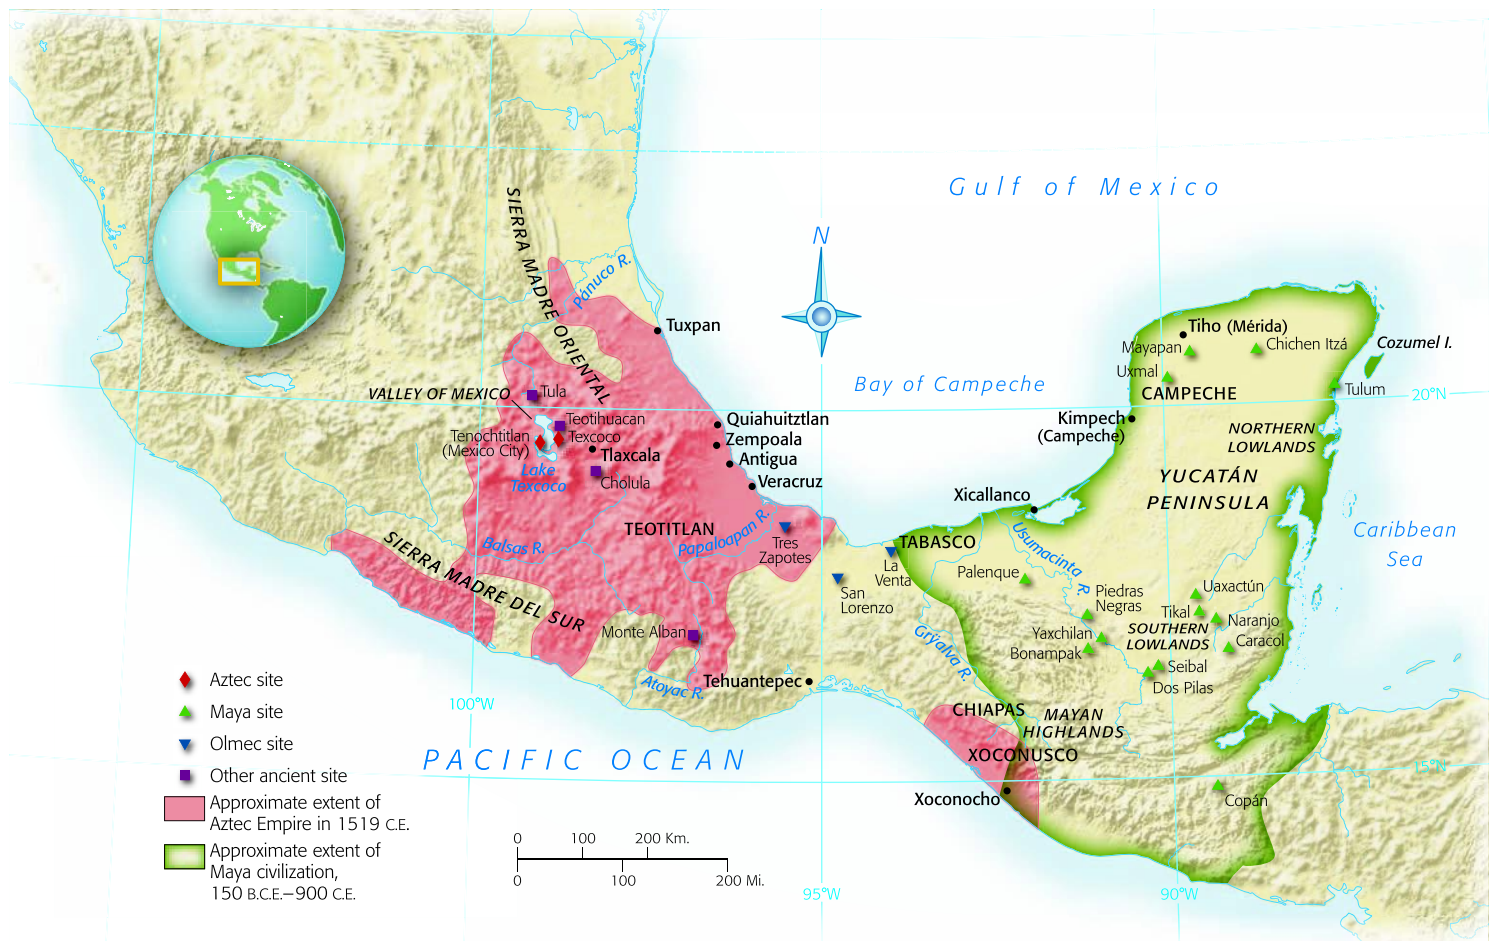 Gulf of Mexico
N
SIERRA MADRE ORIENTAL
Pánuco R.
Tuxpan
Tiho (Mérida)
Mayapan
Chichen Itzá
Cozumel I.
Uxmal
CAMPECHE
Tulum
20°N
Bay of Campeche
VALLEY OF MEXICO
Tula
Teotihuacan
Texcoco
Tenochtitlan
(Mexico City)
Tlaxcala
Lake
Texcoco
Cholula
Quiahuitztlan
Zempoala
Antigua
Veracruz
Kimpech
(Campeche)
NORTHERN
LOWLANDS
YUCATÁN
PENINSULA
Xicallanco
Caribbean
Sea
TEOTITLAN
Papaloapan R.
Balsas R.
SIERRA MADRE DEL SUR
Tres
Zapotes
TABASCO
La
Venta
San
Lorenzo
Usumacinta R.
Palenque
Piedras
Negras
Uaxactún
Tikal
Naranjo
Yaxchilan
SOUTHERN
LOWLANDS
Caracol
Bonampak
Seibal
Dos Pilas
Monte Alban
Gryalva R.
Atoyac R.
Tehuantepec
CHIAPAS
MAYAN
HIGHLANDS
XOCONUSCO
Xoconocho
Copán
15°N
100°W
PACIFIC OCEAN
Aztec site
Maya site
Olmec site
Other ancient site
Approximate extent of
Aztec Empire in 1519 C.E.
Approximate extent of
Maya civilization,
150 B.C.E.–900 C.E.
0 100 200 Km.
0 100 200 Mi.
95°W
90°W